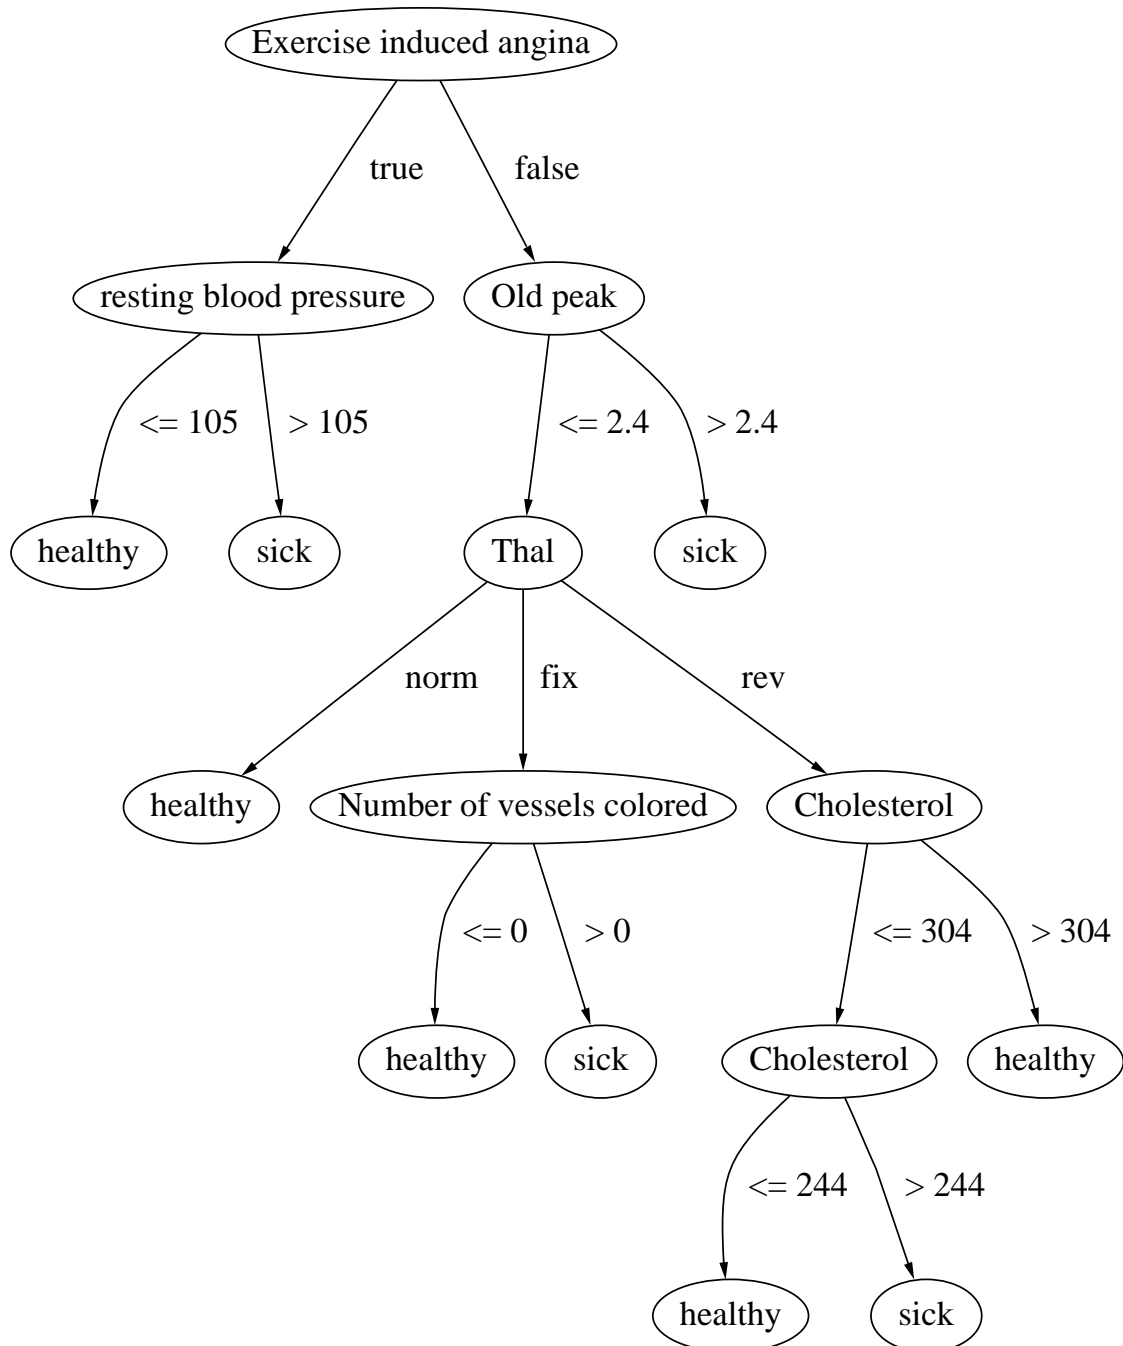 Exercise induced angina
true false
resting blood pressure Old peak
<= 105 > 105 <= 2.4 > 2.4
healthy sick Thal sick
norm fix rev
healthy Number of vessels colored Cholesterol
<= 0 > 0 <= 304 > 304
healthy sick Cholesterol healthy
<= 244 > 244
healthy sick